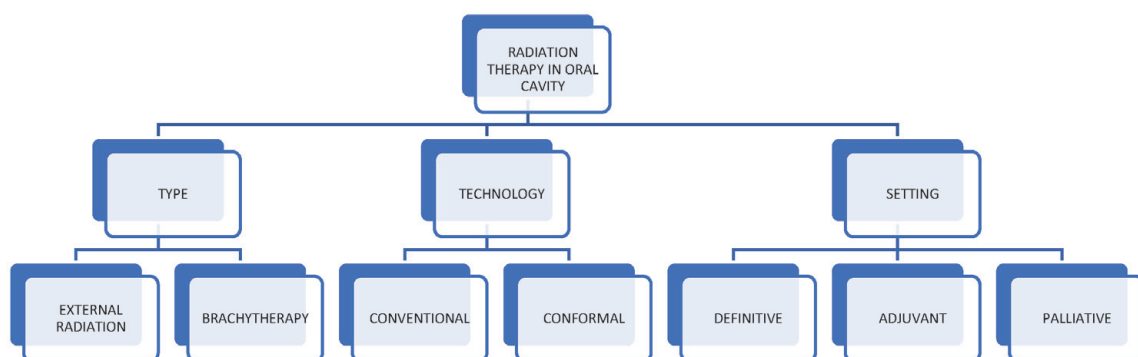 RADIATION
THERAPY IN ORAL
CAVITY
TYPE
TECHNOLOGY
SETTING
EXTERNAL
RADIATION
BRACHYTHERAPY
CONVENTIONAL
CONFORMAL
DEFINITIVE
ADJUVANT
PALLIATIVE